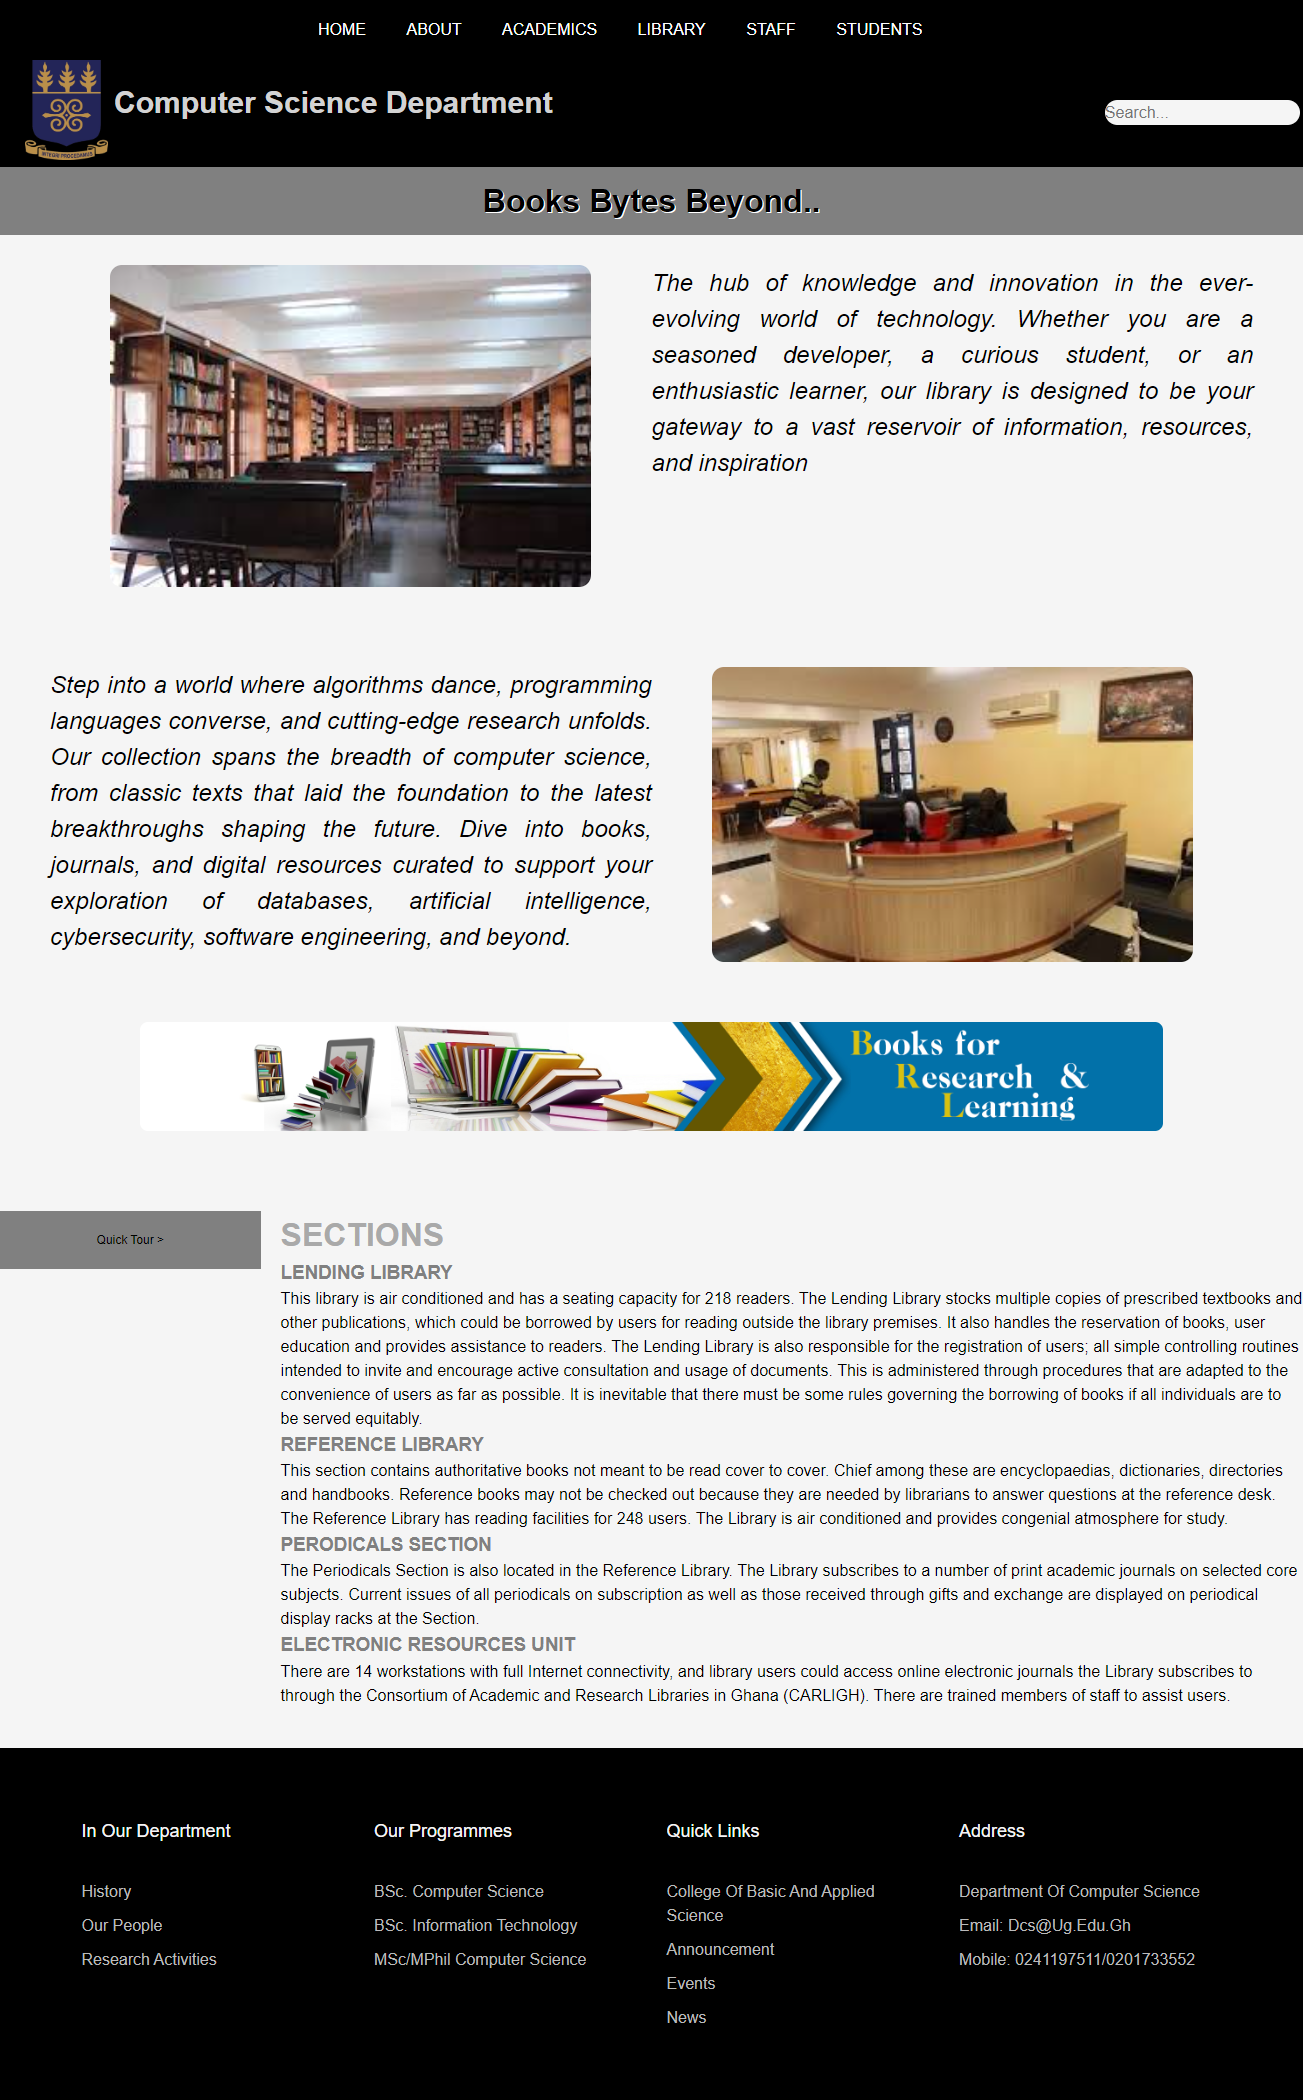 HOME ABOUT ACADEMICS LIBRARY STAFF STUDENTS
INTEGRI PROCEDAMUS
Computer Science Department
Search...
Books Bytes Beyond..
The hub of knowledge and innovation in the ever-
evolving world of technology. Whether you are a
seasoned developer, a curious student, or an
enthusiastic learner, our library is designed to be your
gateway to a vast reservoir of information, resources,
and inspiration
Step into a world where algorithms dance, programming
languages converse, and cutting-edge research unfolds.
Our collection spans the breadth of computer science,
from classic texts that laid the foundation to the latest
breakthroughs shaping the future. Dive into books,
journals, and digital resources curated to support your
exploration of databases, artificial intelligence,
cybersecurity, software engineering, and beyond.
Books for
Research &
Learning
Quick Tour >
SECTIONS
LENDING LIBRARY
This library is air conditioned and has a seating capacity for 218 readers. The Lending Library stocks multiple copies of prescribed textbooks and
other publications, which could be borrowed by users for reading outside the library premises. It also handles the reservation of books, user
education and provides assistance to readers. The Lending Library is also responsible for the registration of users; all simple controlling routines
intended to invite and encourage active consultation and usage of documents. This is administered through procedures that are adapted to the
convenience of users as far as possible. It is inevitable that there must be some rules governing the borrowing of books if all individuals are to
be served equitably.
REFERENCE LIBRARY
This section contains authoritative books not meant to be read cover to cover. Chief among these are encyclopaedias, dictionaries, directories
and handbooks. Reference books may not be checked out because they are needed by librarians to answer questions at the reference desk.
The Reference Library has reading facilities for 248 users. The Library is air conditioned and provides congenial atmosphere for study.
PERODICALS SECTION
The Periodicals Section is also located in the Reference Library. The Library subscribes to a number of print academic journals on selected core
subjects. Current issues of all periodicals on subscription as well as those received through gifts and exchange are displayed on periodical
display racks at the Section.
ELECTRONIC RESOURCES UNIT
There are 14 workstations with full Internet connectivity, and library users could access online electronic journals the Library subscribes to
through the Consortium of Academic and Research Libraries in Ghana (CARLIGH). There are trained members of staff to assist users.
In Our Department
History
Our People
Research Activities
Our Programmes
BSc. Computer Science
BSc. Information Technology
MSc/MPhil Computer Science
Quick Links
College Of Basic And Applied
Science
Announcement
Events
News
Address
Department Of Computer Science
Email: Dcs@Ug.Edu.Gh
Mobile: 0241197511/0201733552